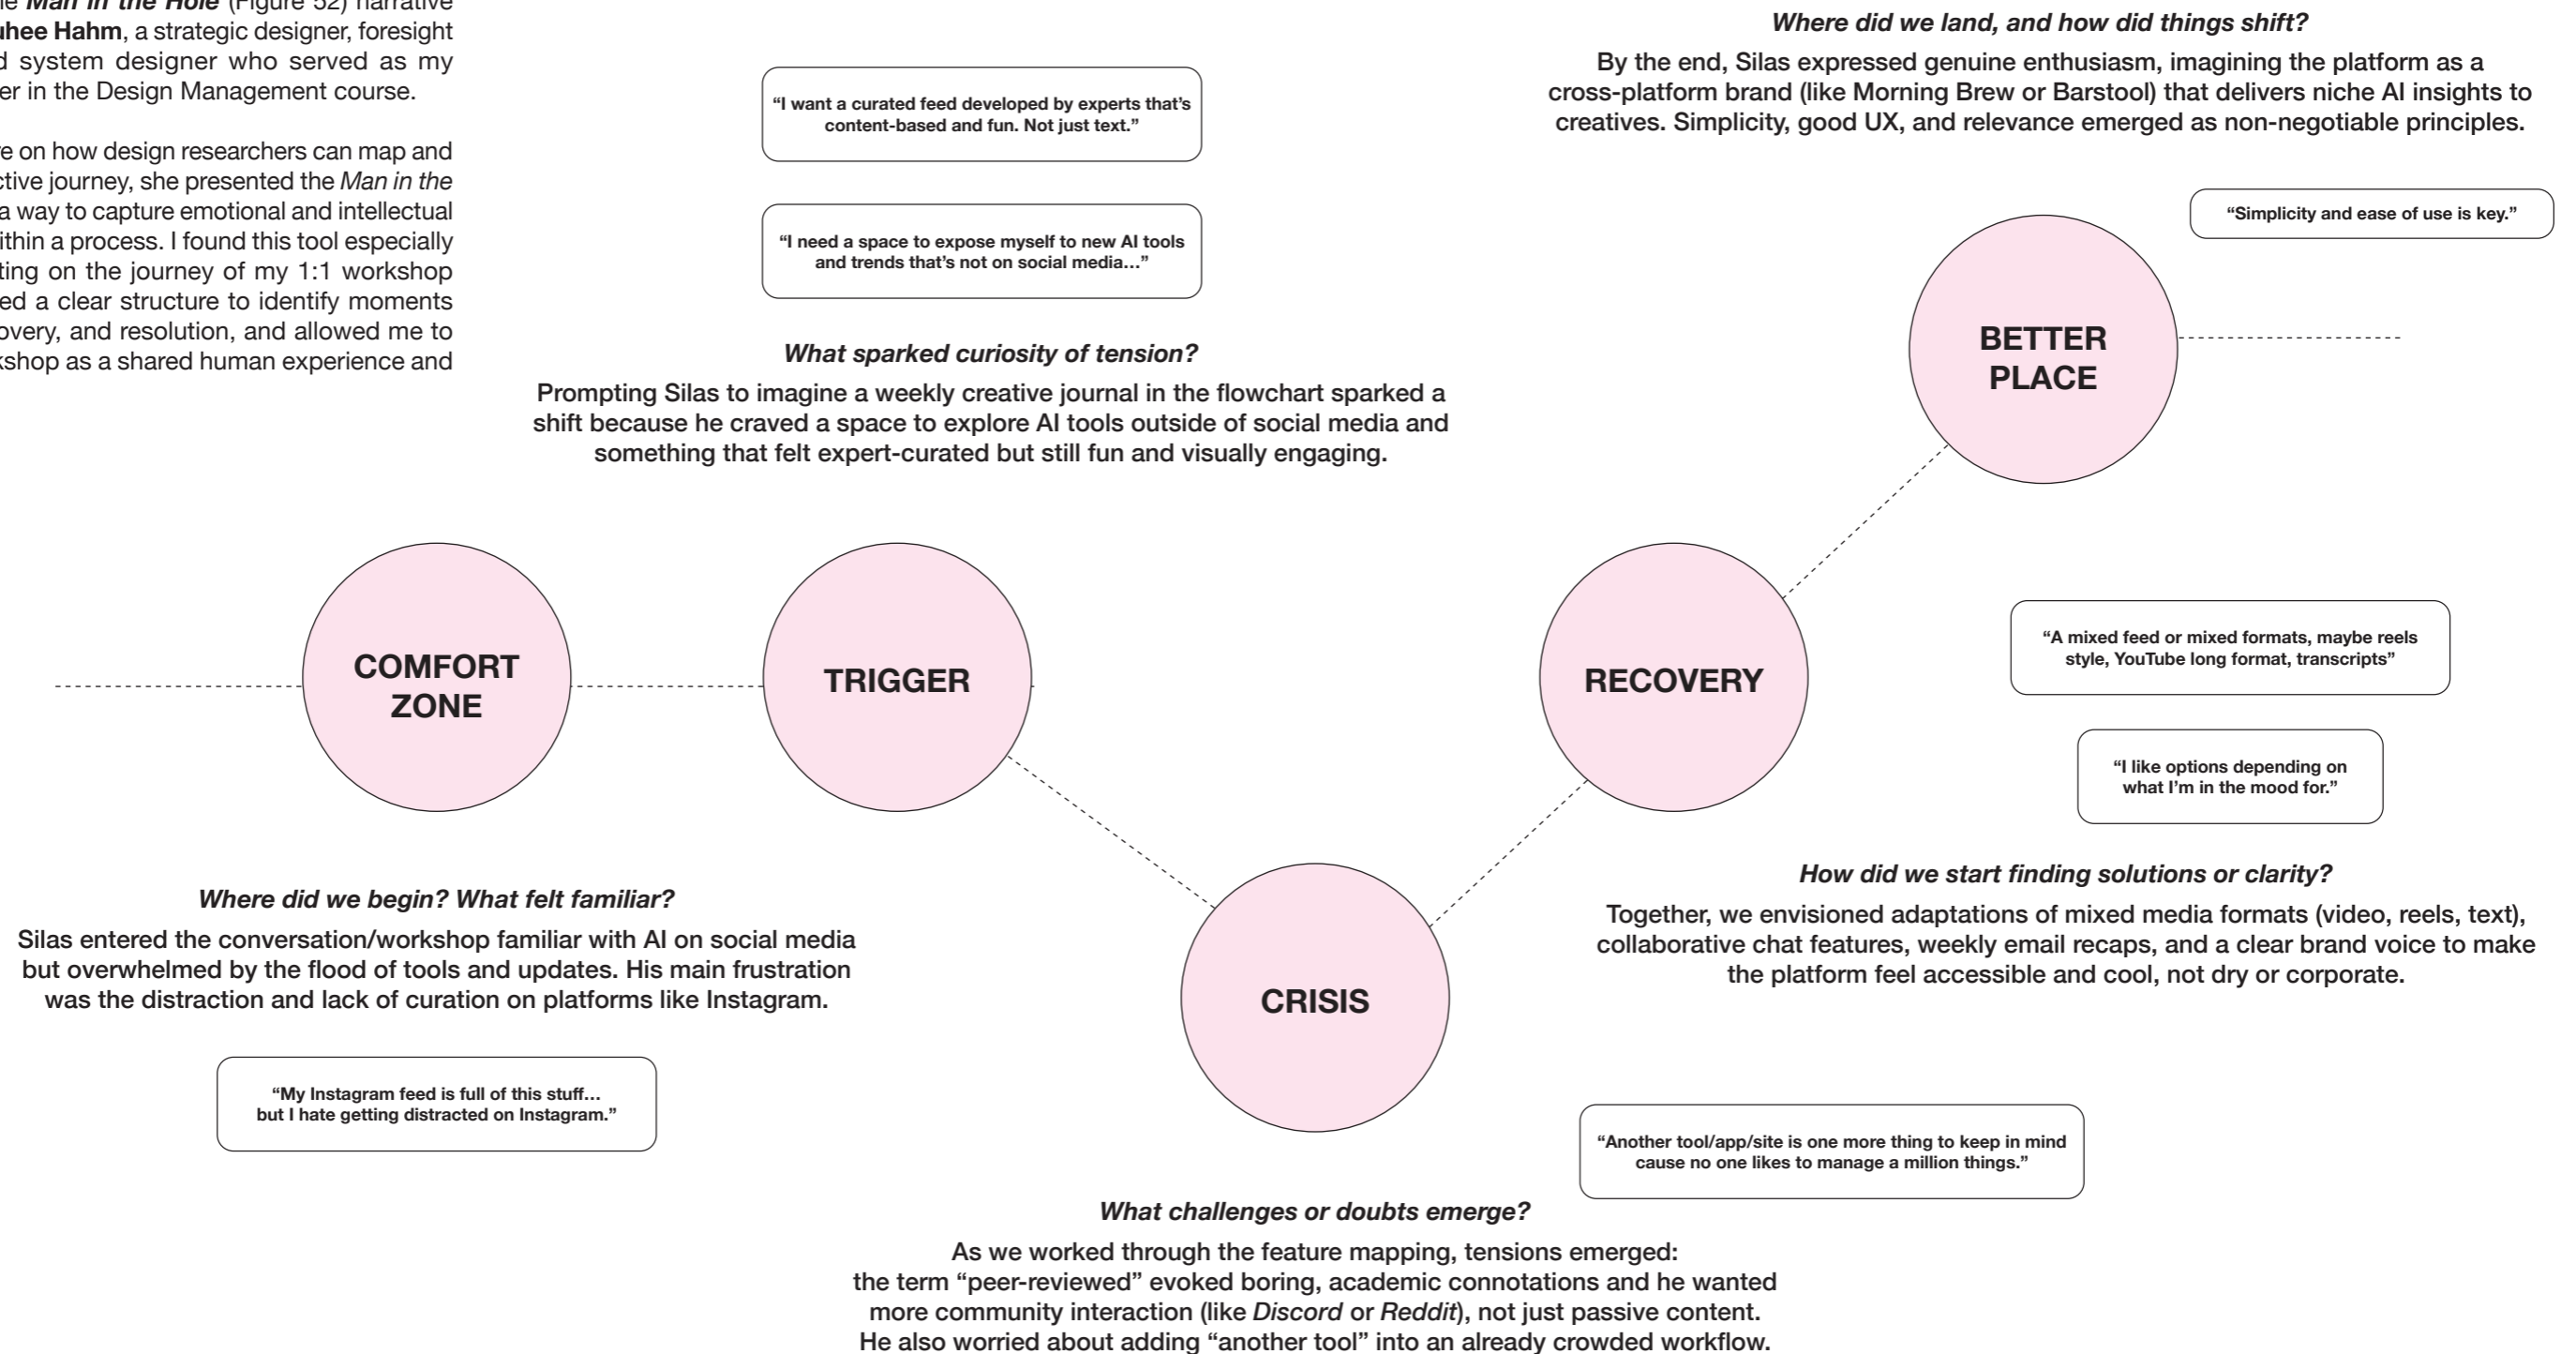 Man in the Hole (Figure 52) narrative
Hahm, a strategic designer, foresight
system designer who served as my
in the Design Management course.
on how design researchers can map and
journey, she presented the Man in the
a way to capture emotional and intellectual
within a process. I found this tool especially
on the journey of my 1:1 workshop
a clear structure to identify moments
and resolution, and allowed me to
as a shared human experience and
“I want a curated feed developed by experts that’s
content-based and fun. Not just text.”
“I need a space to expose myself to new AI tools
and trends that’s not on social media…”
What sparked curiosity of tension?
Prompting Silas to imagine a weekly creative journal in the flowchart sparked a
shift because he craved a space to explore AI tools outside of social media and
something that felt expert-curated but still fun and visually engaging.
Where did we land, and how did things shift?
By the end, Silas expressed genuine enthusiasm, imagining the platform as a
cross-platform brand (like Morning Brew or Barstool) that delivers niche AI insights to
creatives. Simplicity, good UX, and relevance emerged as non-negotiable principles.
“Simplicity and ease of use is key.”
BETTER
PLACE
COMFORT
ZONE
TRIGGER
RECOVERY
“A mixed feed or mixed formats, maybe reels
style, YouTube long format, transcripts”
“I like options depending on
what I’m in the mood for.”
Where did we begin? What felt familiar?
Silas entered the conversation/workshop familiar with AI on social media
but overwhelmed by the flood of tools and updates. His main frustration
was the distraction and lack of curation on platforms like Instagram.
“My Instagram feed is full of this stuff…
but I hate getting distracted on Instagram.”
CRISIS
How did we start finding solutions or clarity?
Together, we envisioned adaptations of mixed media formats (video, reels, text),
collaborative chat features, weekly email recaps, and a clear brand voice to make
the platform feel accessible and cool, not dry or corporate.
“Another tool/app/site is one more thing to keep in mind
cause no one likes to manage a million things.”
What challenges or doubts emerge?
As we worked through the feature mapping, tensions emerged:
the term “peer-reviewed” evoked boring, academic connotations and he wanted
more community interaction (like Discord or Reddit), not just passive content.
He also worried about adding “another tool” into an already crowded workflow.